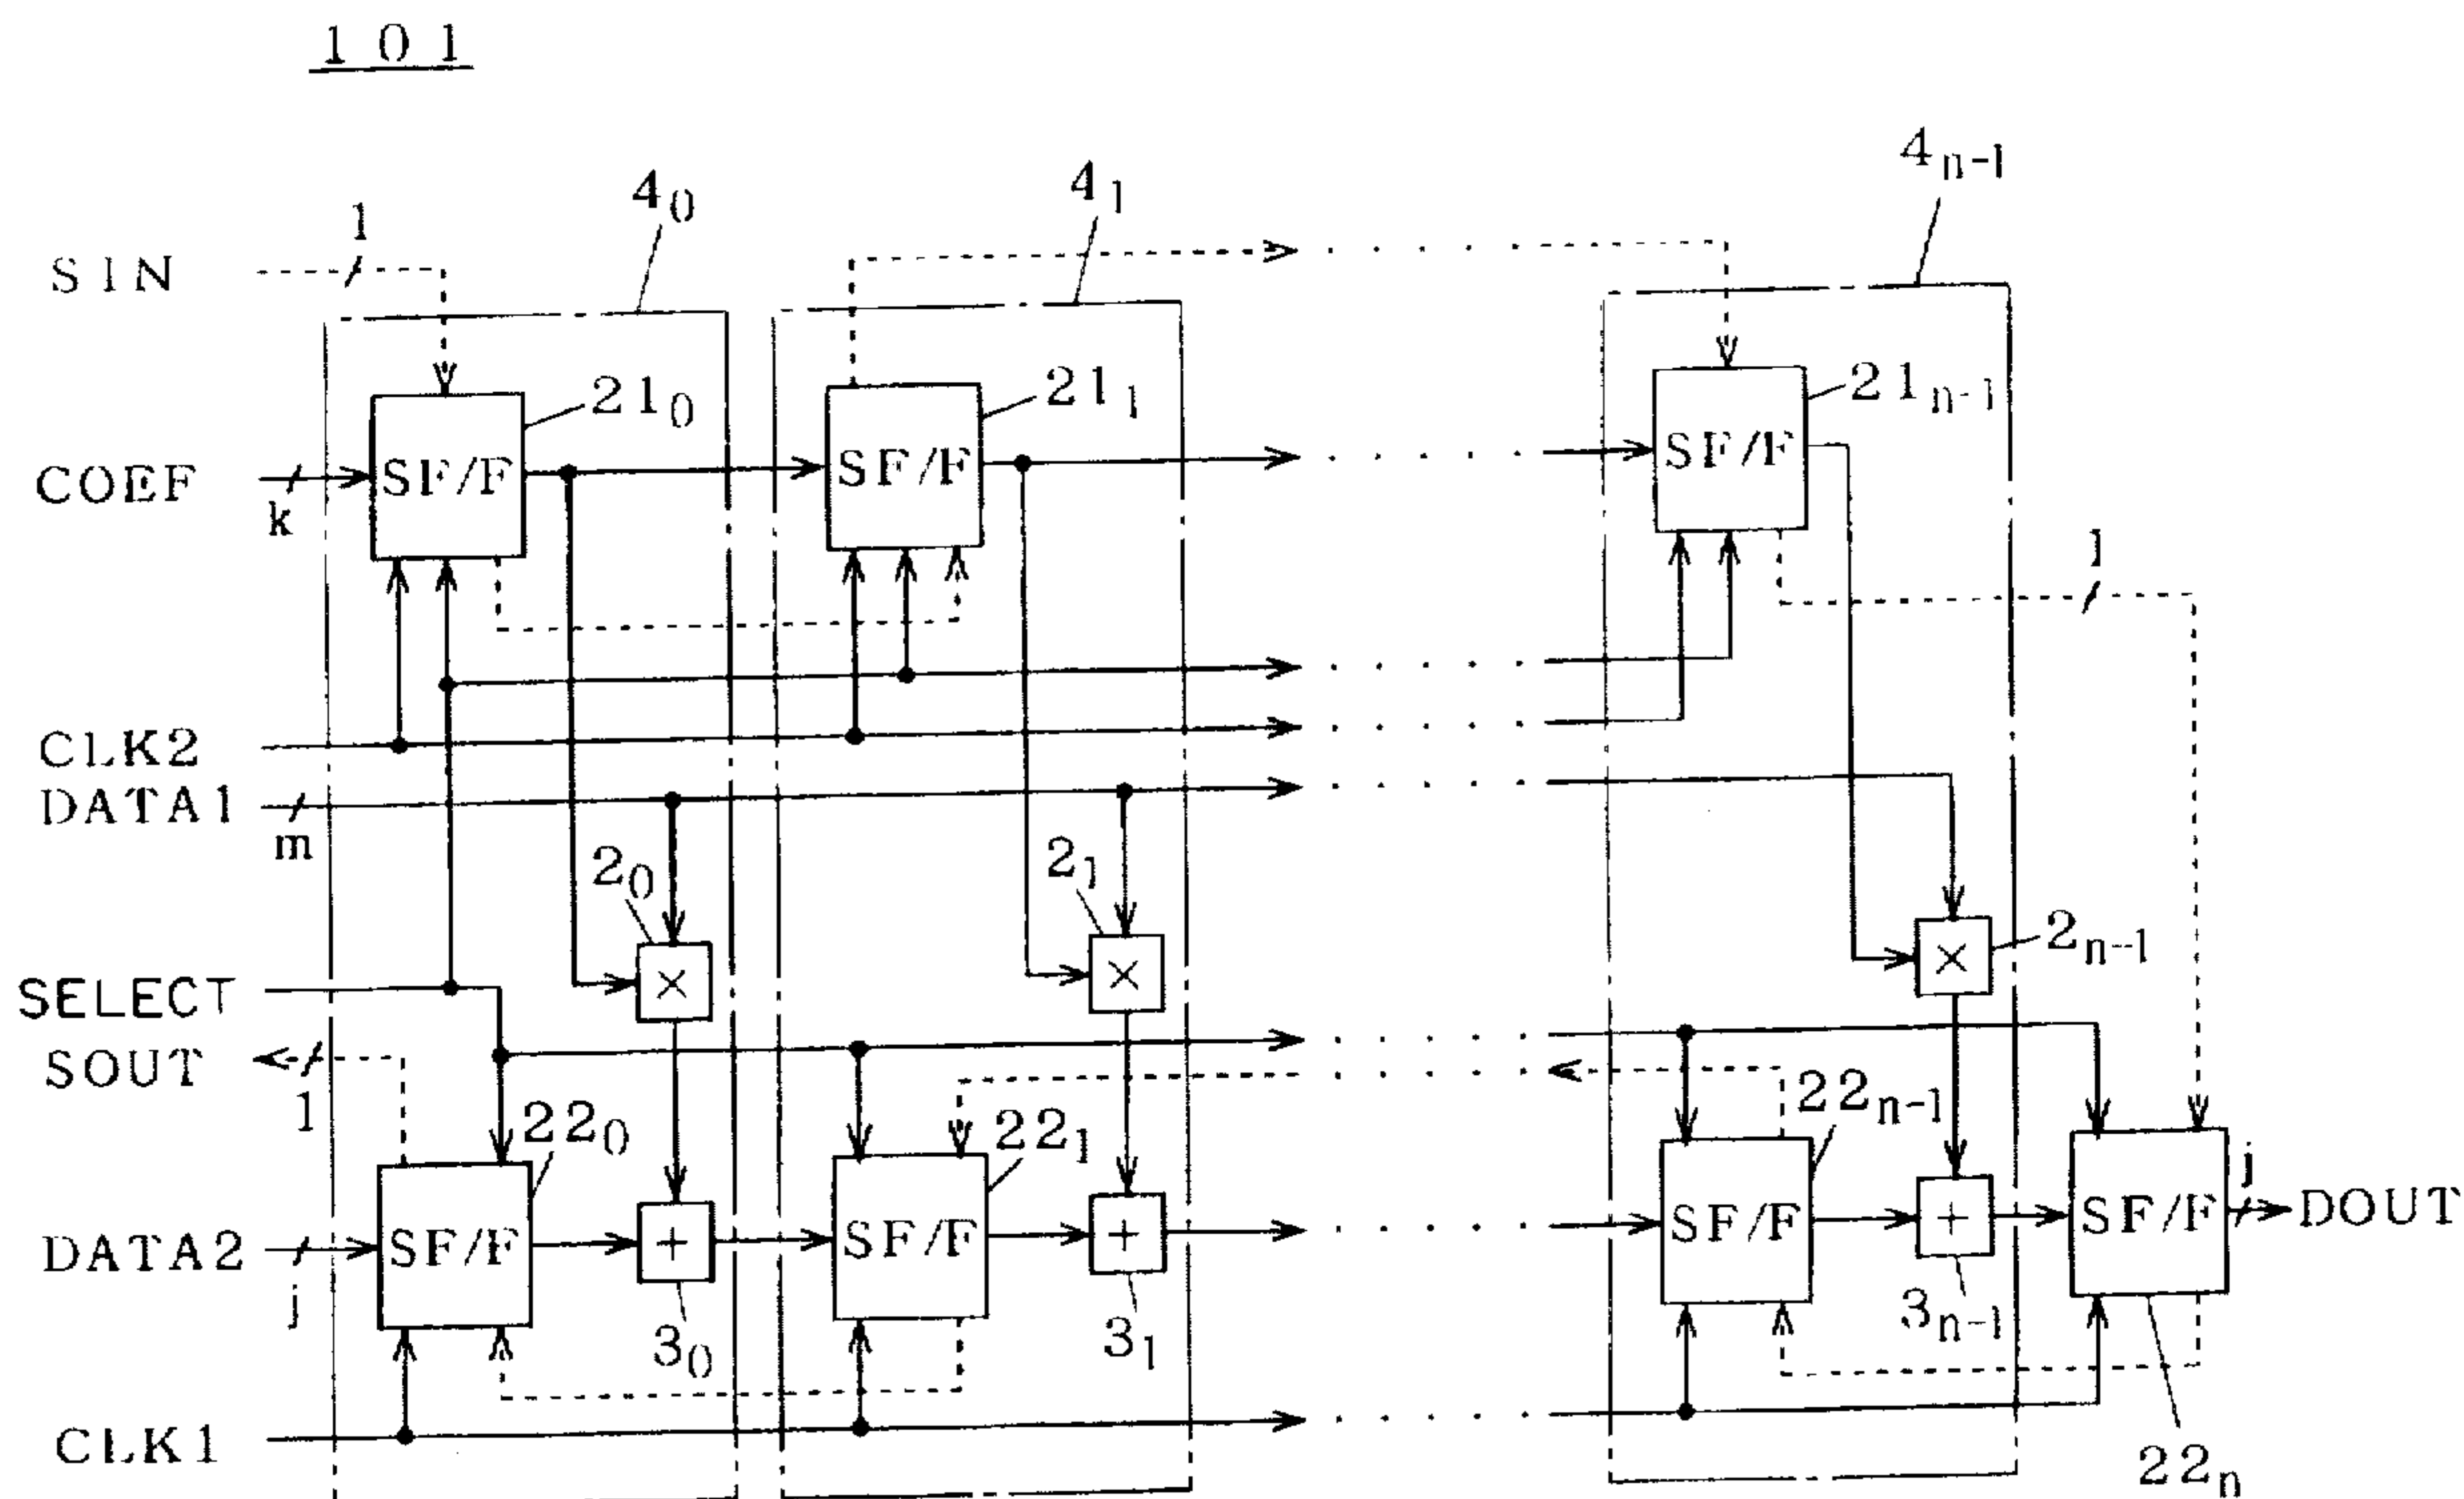 101
4₀
4₁
4ₙ₋₁
SIN
1
21₀
21₁
21ₙ₋₁
COEF
k
SF/F
SF/F
SF/F
1
CLK2
DATA1
m
2₀
2₁
2ₙ₋₁
×
×
×
SELECT
SOUT
1
22₀
22₁
22ₙ₋₁
DATA2
j
SF/F
+
SF/F
+
SF/F
+
SF/F
j
DOUT
3₀
3₁
3ₙ₋₁
CLK1
22ₙ